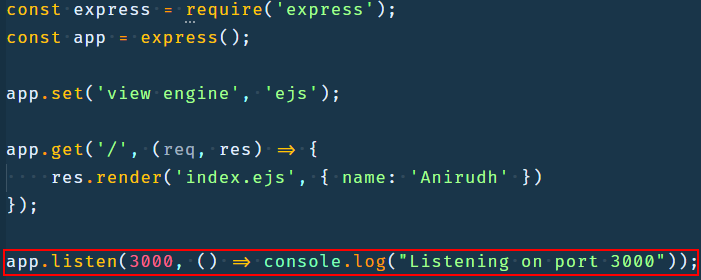 const express = require('express');
const app = express();
app.set('view engine', 'ejs');
app.get('/', (req, res) => {
    res.render('index.ejs', { name: 'Anirudh' })
});
app.listen(3000, () => console.log("Listening on port 3000"));